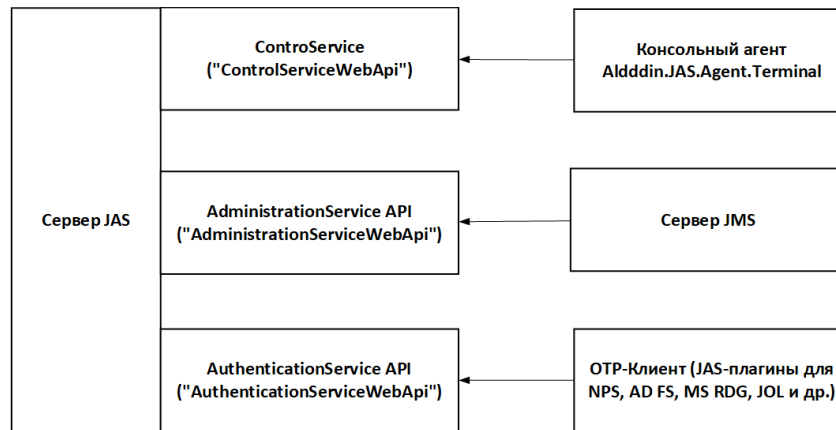 Сервер JAS
ControService
("ControlServiceWebApi")
Консольный агент
Aldddin.JAS.Agent.Terminal
AdministrationService API
("AdministrationServiceWebApi")
Сервер JMS
AuthenticationService API
("AuthenticationServiceWebApi")
OTP-Клиент (JAS-плагины для
NPS, AD FS, MS RDG, JOL и др.)